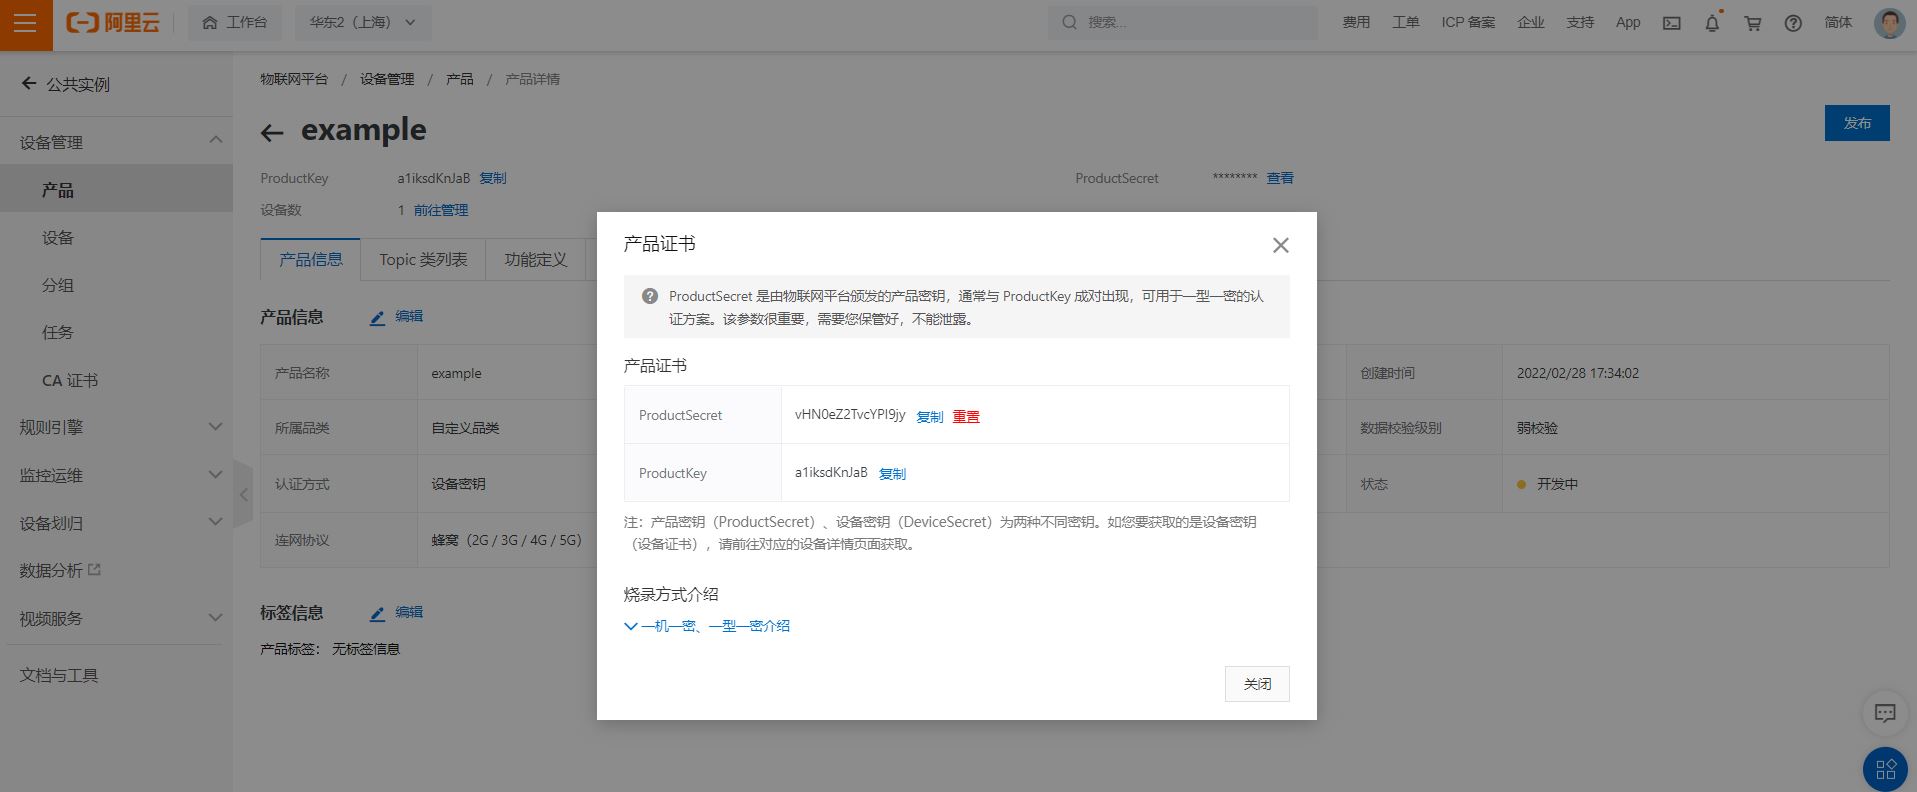 阿里云
工作台
华东2（上海）
搜索...
费用
工单
ICP 备案
企业
支持
App
简体
公共实例
设备管理
产品
设备
分组
任务
CA 证书
规则引擎
监控运维
设备划归
数据分析
视频服务
文档与工具
物联网平台 / 设备管理 / 产品 / 产品详情
example
发布
ProductKey a1iksdKnJaB 复制
ProductSecret ******** 查看
设备数 1 前往管理
产品信息 Topic 类列表 功能定义
产品信息 编辑
产品名称 example
创建时间 2022/02/28 17:34:02
所属品类 自定义品类
数据校验级别 弱校验
认证方式 设备密钥
状态 开发中
连网协议 蜂窝（2G / 3G / 4G / 5G）
标签信息 编辑
产品标签： 无标签信息
产品证书
ProductSecret 是由物联网平台颁发的产品密钥，通常与 ProductKey 成对出现，可用于一型一密的认
证方案。该参数很重要，需要您保管好，不能泄露。
产品证书
ProductSecret vHN0eZ2TvcYPI9jy 复制 重置
ProductKey a1iksdKnJaB 复制
注：产品密钥（ProductSecret）、设备密钥（DeviceSecret）为两种不同密钥。如您要获取的是设备密钥
（设备证书），请前往对应的设备详情页面获取。
烧录方式介绍
一机一密、一型一密介绍
关闭